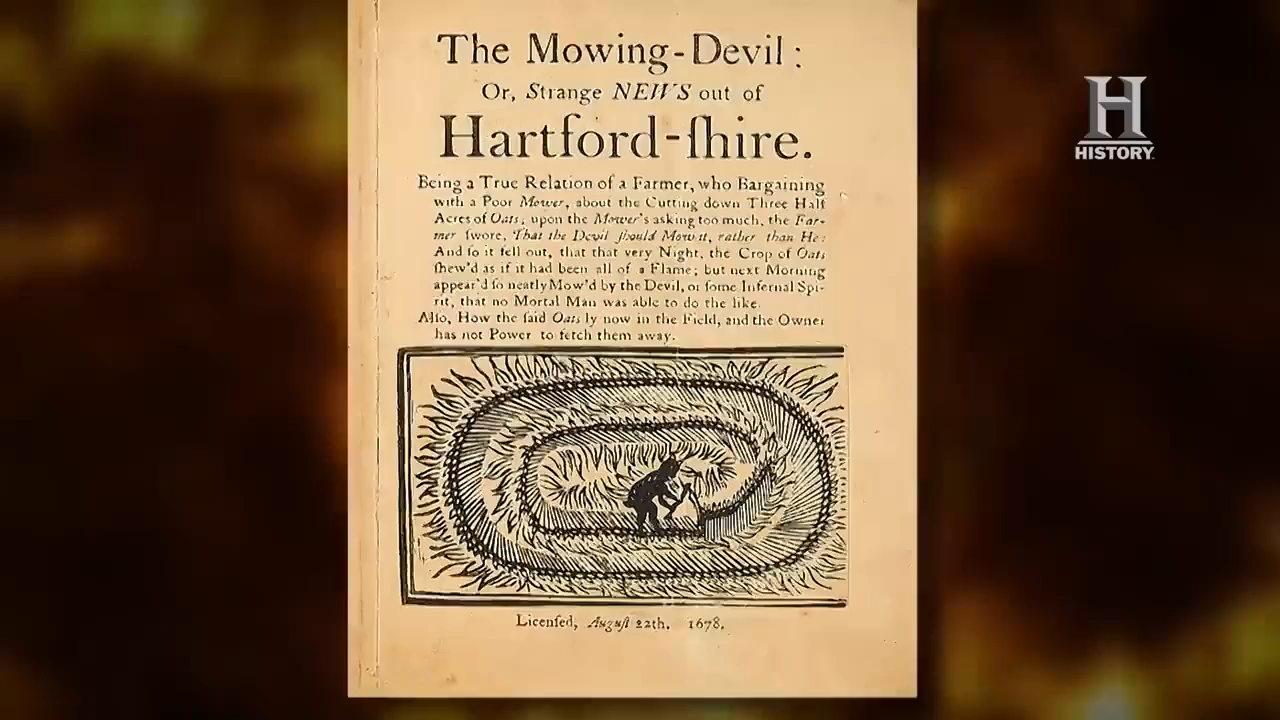 The Mowing-Devil:
Or, Strange NEWS out of
Hartford-ſhire.
Being a True Relation of a Farmer, who Bargaining
with a Poor Mower, about the Cutting down Three Half
Acres of Oats; upon the Mower's asking too much, the Far-
mer ſwore, That the Devil ſhould Mow it, rather than He:
And ſo it fell out, that that very Night, the Crop of Oats
ſhew'd as if it had been all of a Flame; but next Morning
appear'd ſo neatly Mow'd by the Devil, or ſome Infernal Spi-
rit, that no Mortal Man was able to do the like.
Alſo, How the ſaid Oats ly now in the Field, and the Owner
has not Power to fetch them away.
Licenſed, Auguſt 22th. 1678.
H
HISTORY